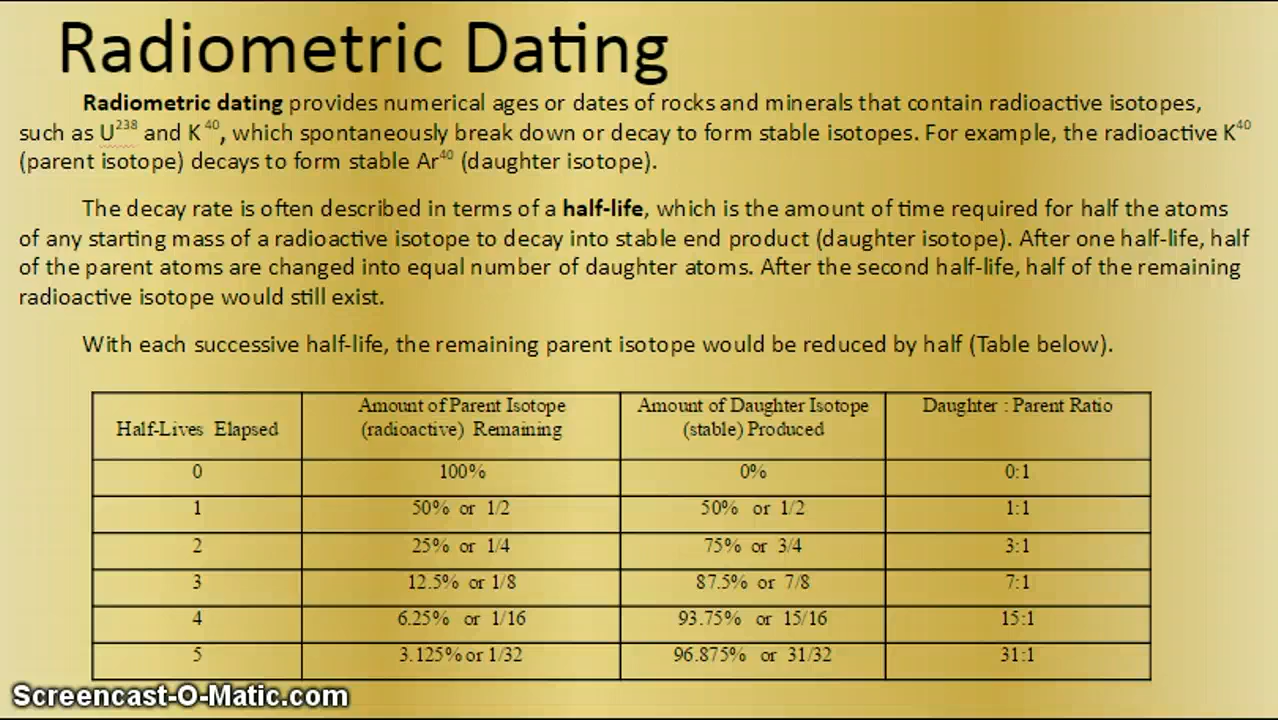 Radiometric Dating
Radiometric dating provides numerical ages or dates of rocks and minerals that contain radioactive isotopes,
such as U²³⁸ and K⁴⁰, which spontaneously break down or decay to form stable isotopes. For example, the radioactive K⁴⁰
(parent isotope) decays to form stable Ar⁴⁰ (daughter isotope).
The decay rate is often described in terms of a half-life, which is the amount of time required for half the atoms
of any starting mass of a radioactive isotope to decay into stable end product (daughter isotope). After one half-life, half
of the parent atoms are changed into equal number of daughter atoms. After the second half-life, half of the remaining
radioactive isotope would still exist.
With each successive half-life, the remaining parent isotope would be reduced by half (Table below).
Half-Lives Elapsed
Amount of Parent Isotope
(radioactive) Remaining
Amount of Daughter Isotope
(stable) Produced
Daughter : Parent Ratio
0 100% 0% 0:1
1 50% or 1/2 50% or 1/2 1:1
2 25% or 1/4 75% or 3/4 3:1
3 12.5% or 1/8 87.5% or 7/8 7:1
4 6.25% or 1/16 93.75% or 15/16 15:1
5 3.125% or 1/32 96.875% or 31/32 31:1
Screencast-O-Matic.com